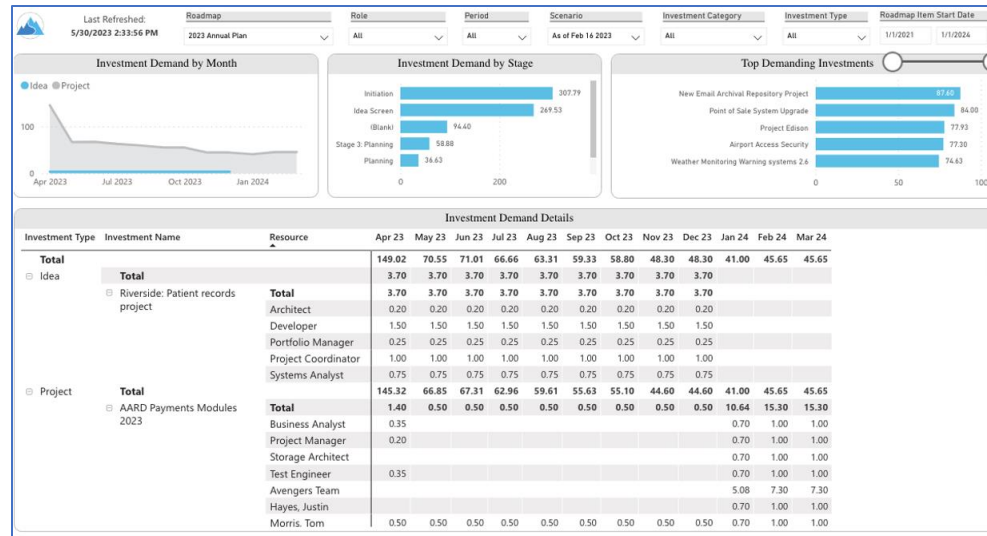 Last Refreshed:
5/30/2023 2:33:56 PM
Roadmap
2023 Annual Plan
Role
All
Period
All
Scenario
As of Feb 16 2023
Investment Category
All
Investment Type
All
Roadmap Item Start Date
1/1/2021 1/1/2024
Investment Demand by Month
Idea Project
100
0
Apr 2023 Jul 2023 Oct 2023 Jan 2024
Investment Demand by Stage
Initiation 307.79
Idea Screen 269.53
(Blank) 94.40
Stage 3: Planning 58.88
Planning 36.63
0 200
Top Demanding Investments
New Email Archival Repository Project 87.60
Point of Sale System Upgrade 84.00
Project Edison 77.93
Airport Access Security 77.30
Weather Monitoring Warning systems 2.6 74.63
0 50 100
Investment Demand Details
Investment Type Investment Name Resource Apr 23 May 23 Jun 23 Jul 23 Aug 23 Sep 23 Oct 23 Nov 23 Dec 23 Jan 24 Feb 24 Mar 24
Total 149.02 70.55 71.01 66.66 63.31 59.33 58.80 48.30 48.30 41.00 45.65 45.65
Idea Total 3.70 3.70 3.70 3.70 3.70 3.70 3.70 3.70 3.70
Riverside: Patient records Total 3.70 3.70 3.70 3.70 3.70 3.70 3.70 3.70 3.70
project
Architect 0.20 0.20 0.20 0.20 0.20 0.20 0.20 0.20 0.20
Developer 1.50 1.50 1.50 1.50 1.50 1.50 1.50 1.50 1.50
Portfolio Manager 0.25 0.25 0.25 0.25 0.25 0.25 0.25 0.25 0.25
Project Coordinator 1.00 1.00 1.00 1.00 1.00 1.00 1.00 1.00 1.00
Systems Analyst 0.75 0.75 0.75 0.75 0.75 0.75 0.75 0.75 0.75
Project Total 145.32 66.85 67.31 62.96 59.61 55.63 55.10 44.60 44.60 41.00 45.65 45.65
AARD Payments Modules Total 1.40 0.50 0.50 0.50 0.50 0.50 0.50 0.50 0.50 10.64 15.30 15.30
2023
Business Analyst 0.35 0.70 1.00 1.00
Project Manager 0.20 0.70 1.00 1.00
Storage Architect 0.70 1.00 1.00
Test Engineer 0.35 0.70 1.00 1.00
Avengers Team 5.08 7.30 7.30
Hayes, Justin 0.70 1.00 1.00
Morris, Tom 0.50 0.50 0.50 0.50 0.50 0.50 0.50 0.50 0.50 0.70 1.00 1.00